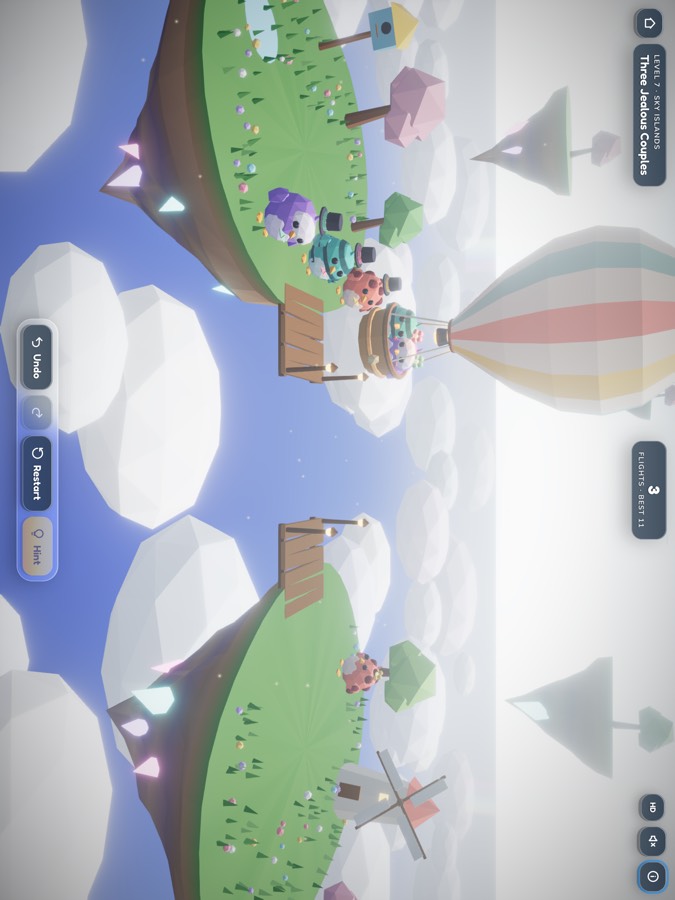 LEVEL 7 · SKY ISLANDS
Three Jealous Couples
3
FLIGHTS · BEST 11
HD
Undo
Restart
Hint